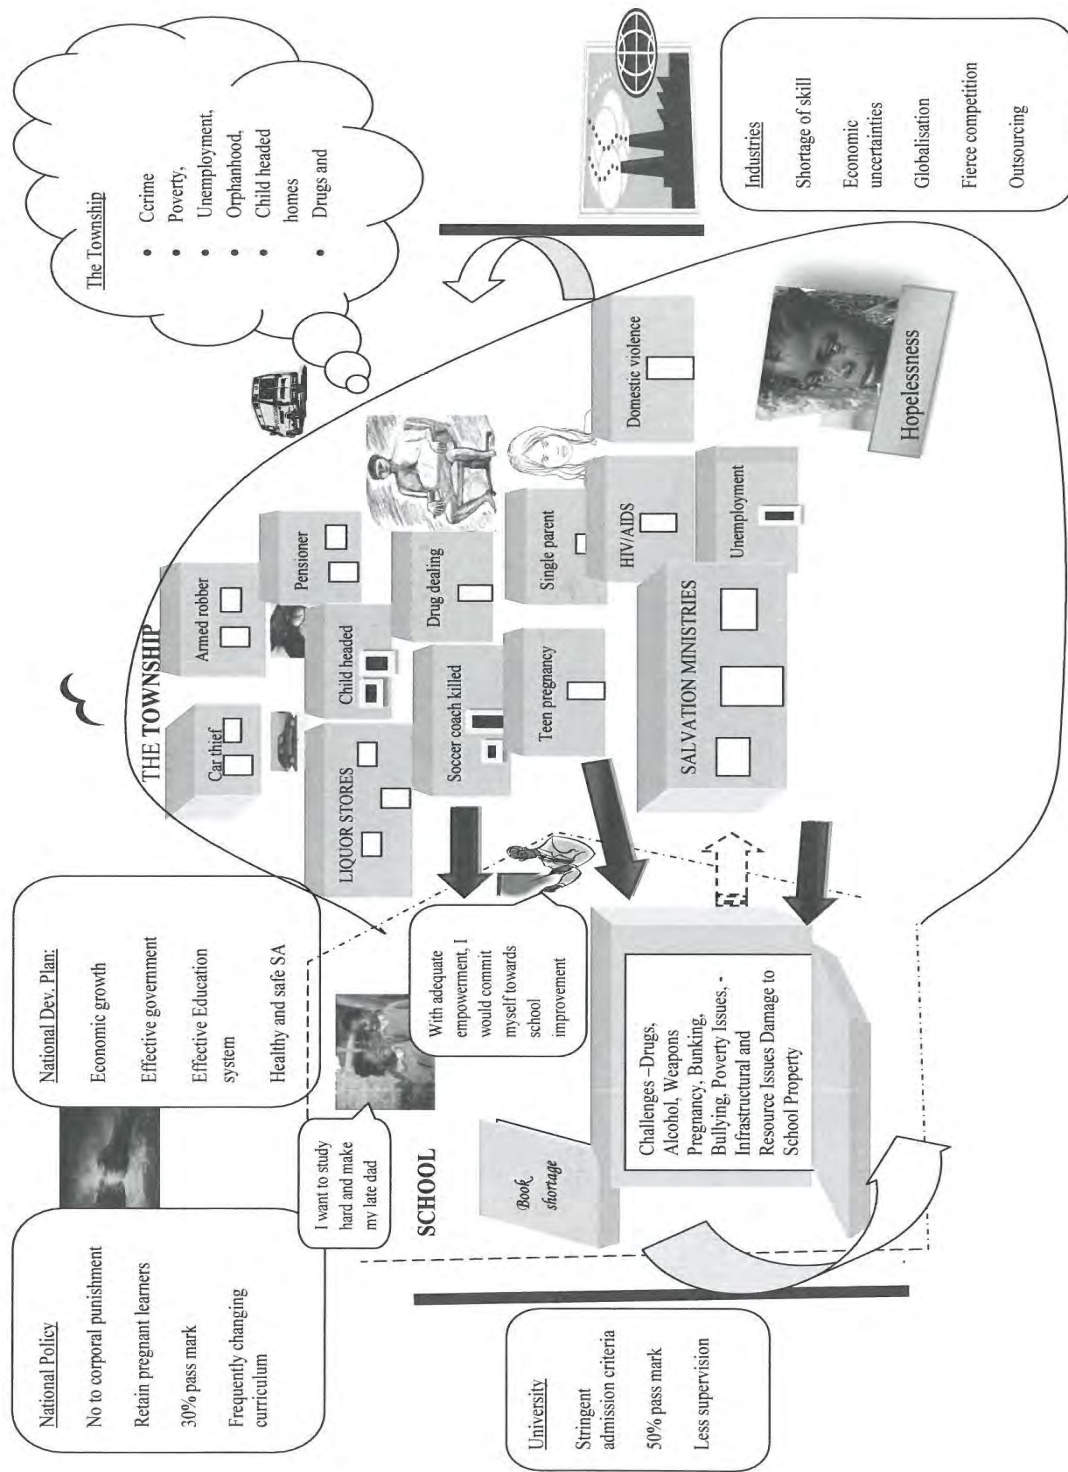 National Policy
No to corporal punishment
Retain pregnant learners
30% pass mark
Frequently changing
curriculum
National Dev. Plan:
Economic growth
Effective government
Effective Education
system
Healthy and safe SA
THE TOWNSHIP
The Township
• Ccrime
• Poverty,
• Unemployment,
• Orphanhood,
• Child headed
homes
• Drugs and
Car thief
Armed robber
Pensioner
LIQUOR STORES
Child headed
Drug dealing
Soccer coach killed
Teen pregnancy
Single parent
HIV/AIDS
Domestic violence
SALVATION MINISTRIES
Unemployment
Hopelessness
I want to study
hard and make
my late dad
SCHOOL
With adequate
empowerment, I
would commit
myself towards
school
improvement
Book
shortage
Challenges –Drugs,
Alcohol, Weapons
Pregnancy, Bunking,
Bullying, Poverty Issues, -
Infrastructural and
Resource Issues Damage to
School Property
University
Stringent
admission criteria
50% pass mark
Less supervision
Industries
Shortage of skill
Economic
uncertainties
Globalisation
Fierce competition
Outsourcing